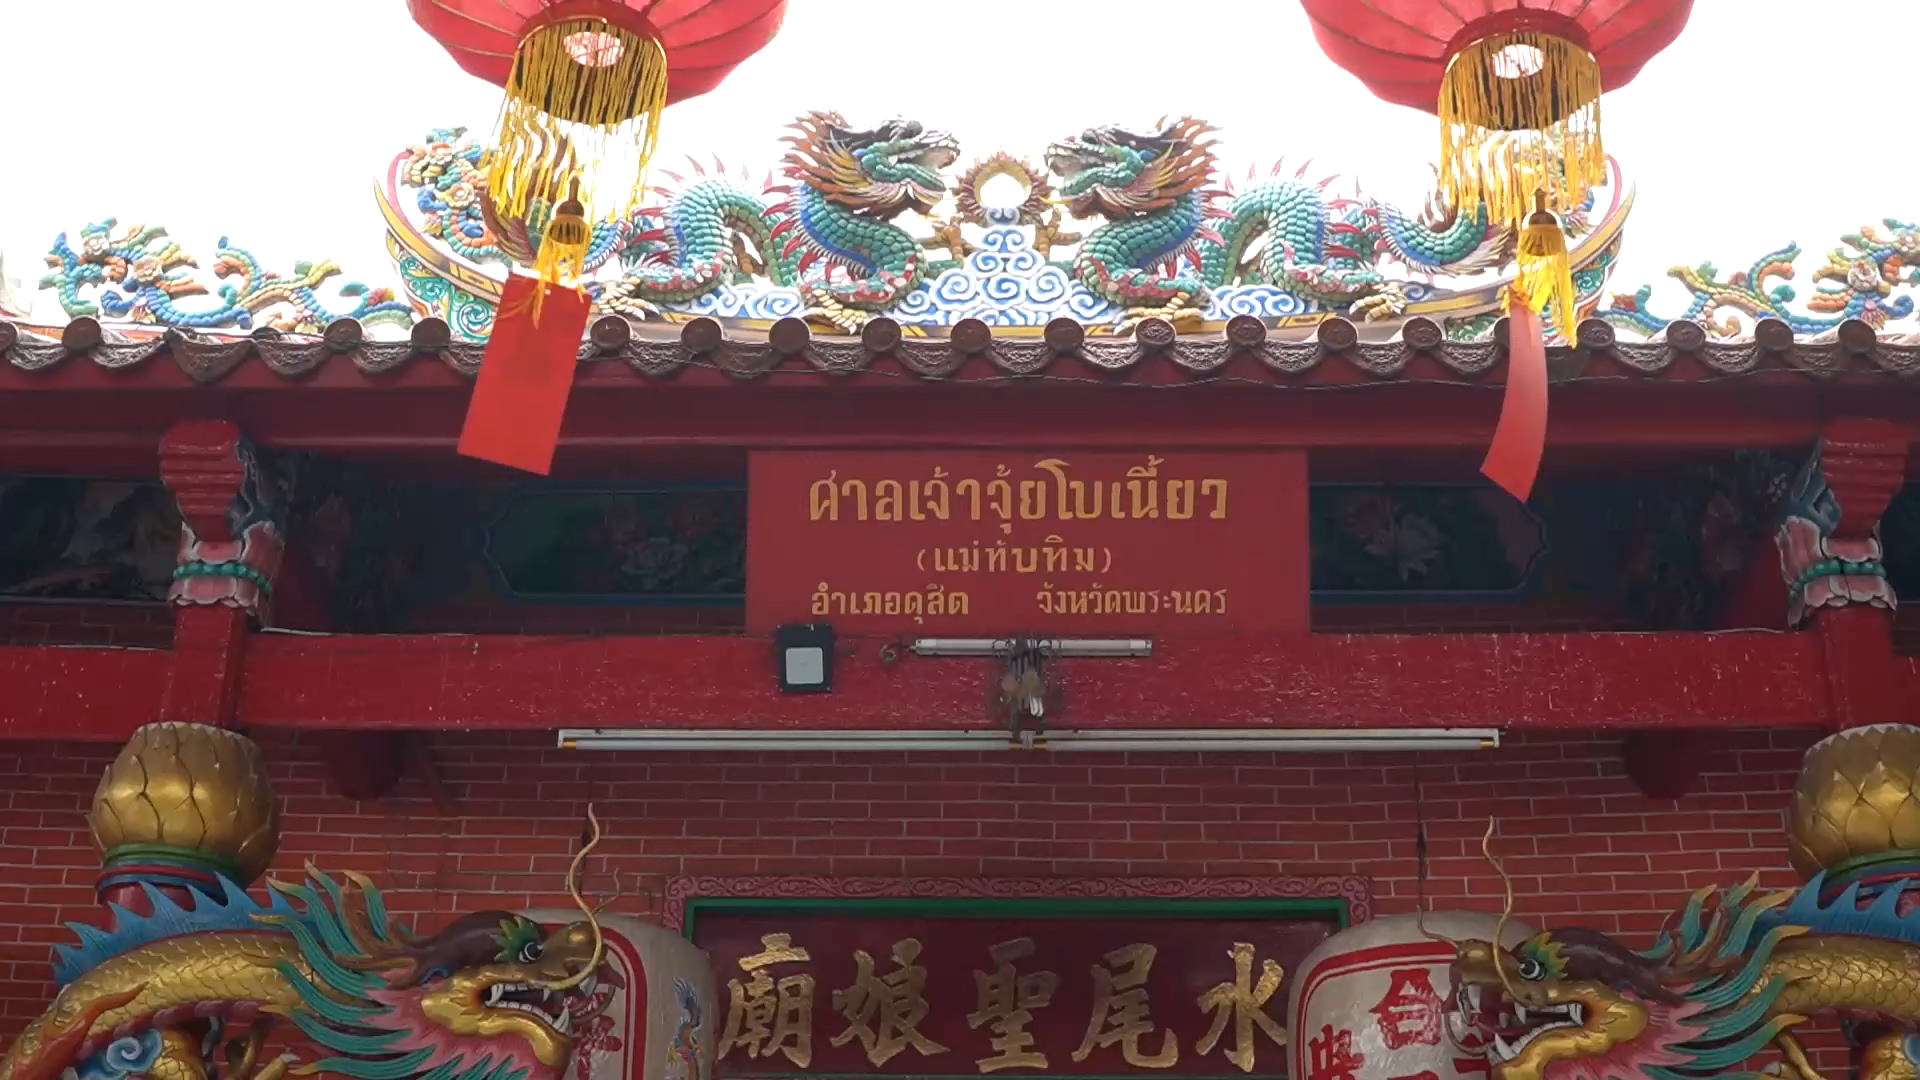 ศาลเจ้าจุ้ยโบเนี้ยว
(แม่ทับทิม)
อำเภอดุสิต จังหวัดพระนคร
廟娘聖尾水
合